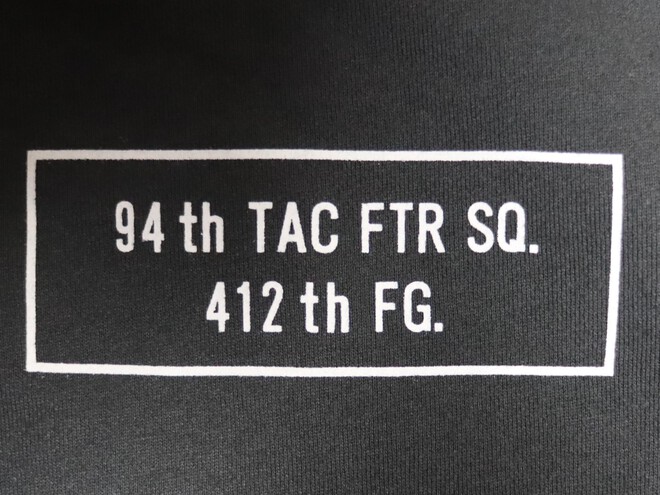 94 th TAC FTR SQ.
412 th FG.